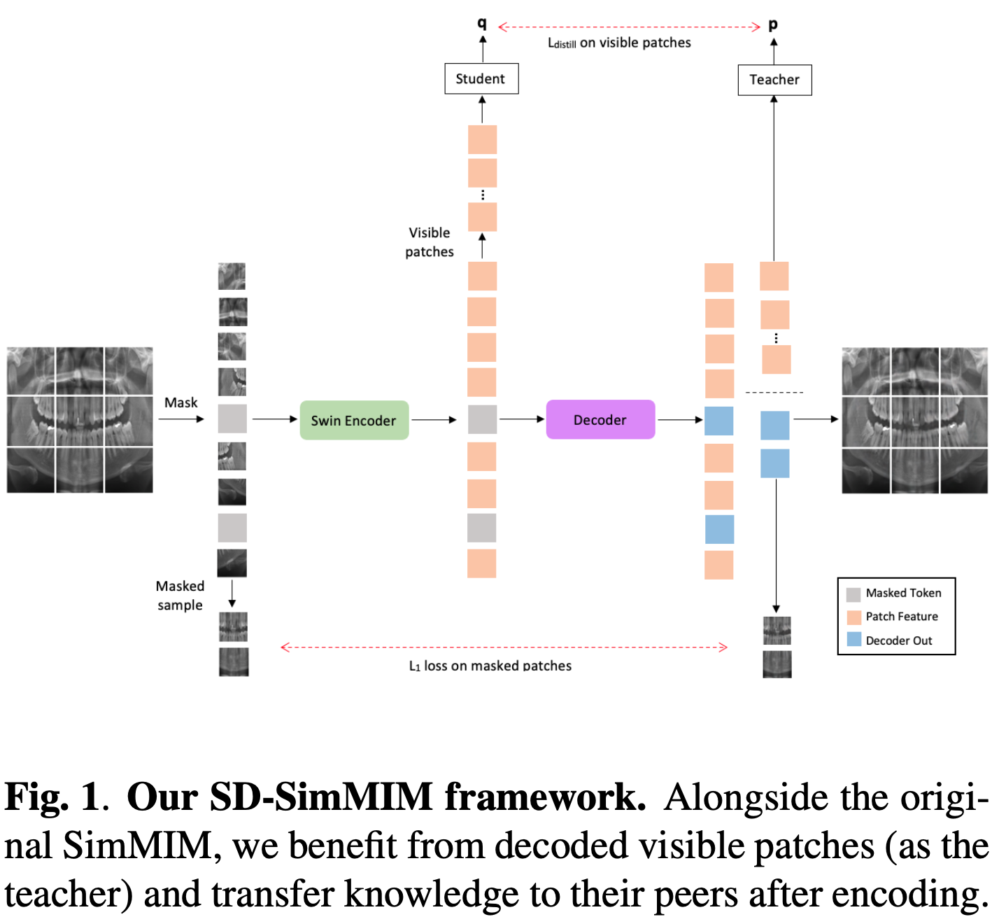 q
p
Ldistill on visible patches
Student
Teacher
Visible
patches
Mask
Swin Encoder
Decoder
Masked
sample
Masked Token
Patch Feature
Decoder Out
L1 loss on masked patches
Fig. 1. Our SD-SimMIM framework. Alongside the origi-
nal SimMIM, we benefit from decoded visible patches (as the
teacher) and transfer knowledge to their peers after encoding.